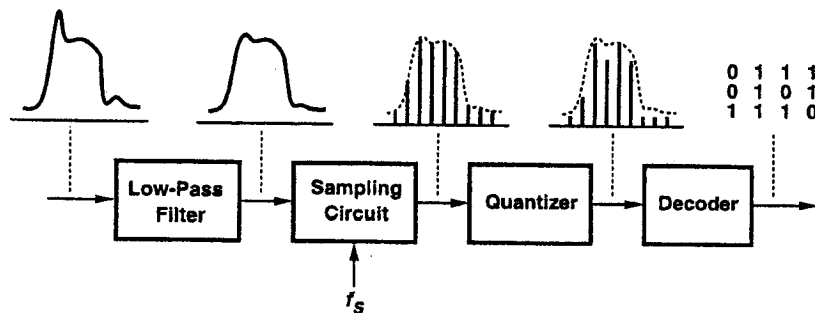 0 1 1 1
0 1 0 1
1 1 1 0
Low-Pass
Filter
Sampling
Circuit
Quantizer
Decoder
fS